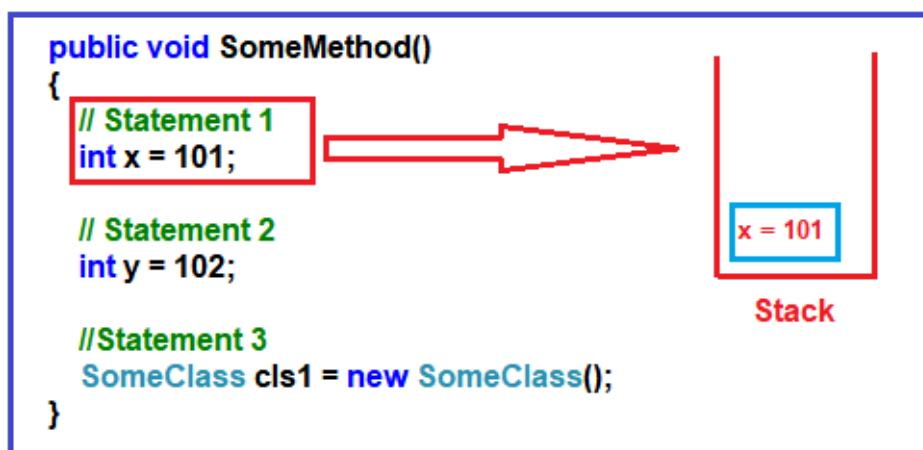 public void SomeMethod()
{
// Statement 1
int x = 101;
x = 101
// Statement 2
int y = 102;
Stack
//Statement 3
SomeClass cls1 = new SomeClass();
}